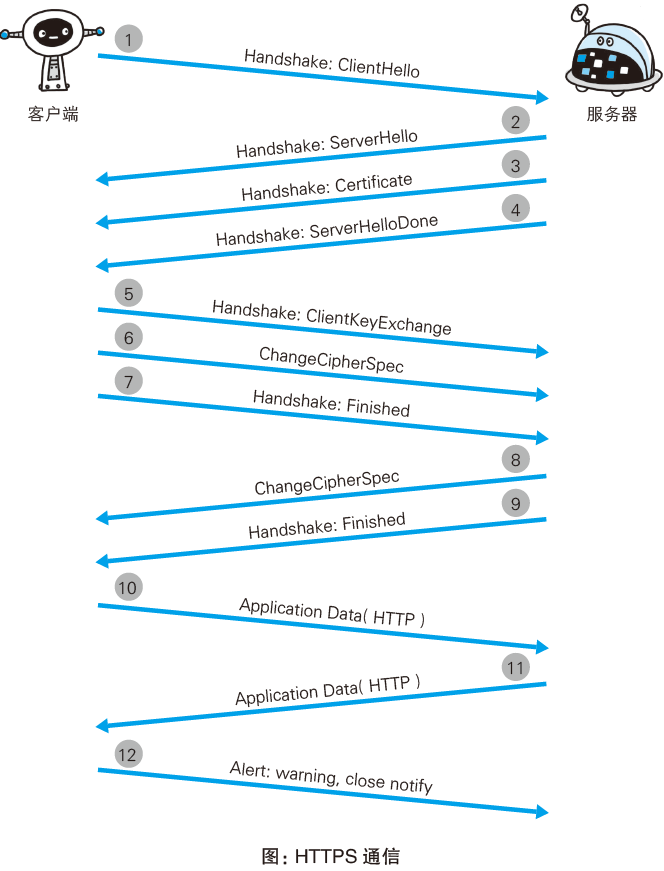 1
Handshake: ClientHello
客户端
服务器
2
Handshake: ServerHello
3
Handshake: Certificate
4
Handshake: ServerHelloDone
5
Handshake: ClientKeyExchange
6
ChangeCipherSpec
7
Handshake: Finished
8
ChangeCipherSpec
9
Handshake: Finished
10
Application Data( HTTP )
11
Application Data( HTTP )
12
Alert: warning, close notify
图: HTTPS 通信